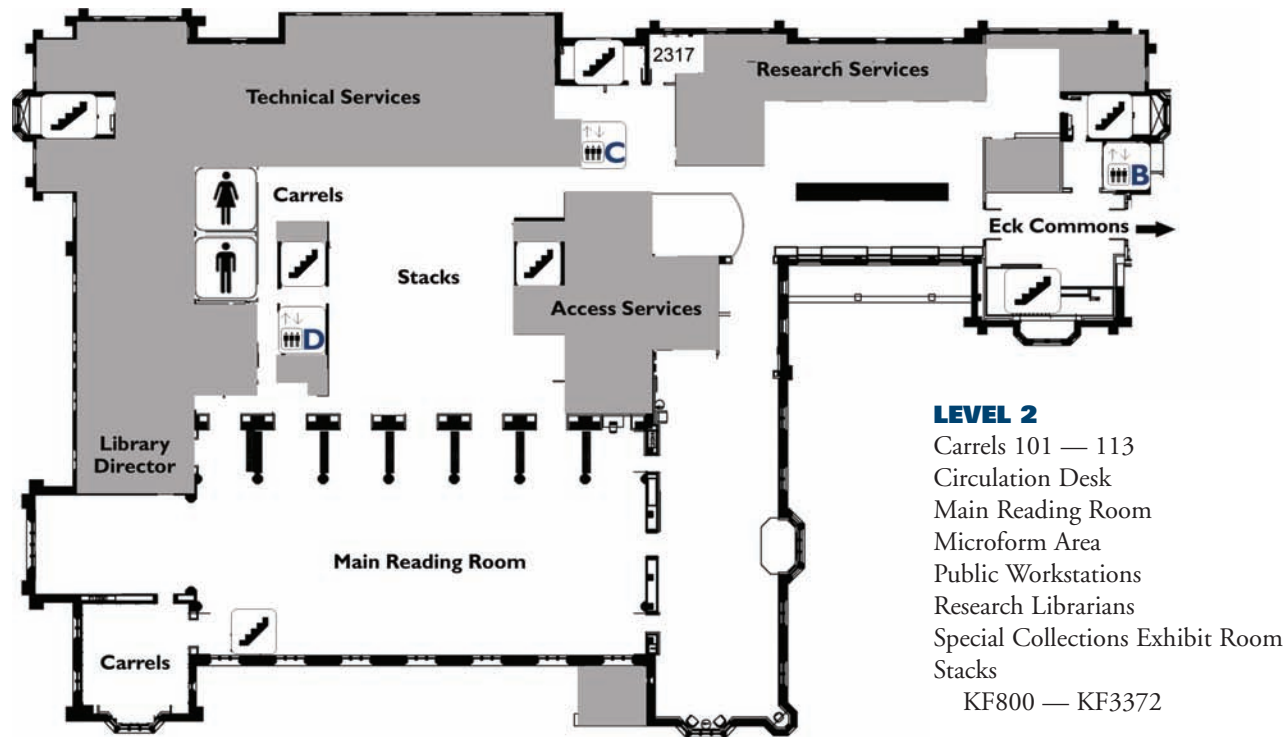 2317
Research Services
Technical Services
C
B
Carrels
Eck Commons
Stacks
Access Services
D
Library
Director
Main Reading Room
Carrels
LEVEL 2
Carrels 101 — 113
Circulation Desk
Main Reading Room
Microform Area
Public Workstations
Research Librarians
Special Collections Exhibit Room
Stacks
KF800 — KF3372